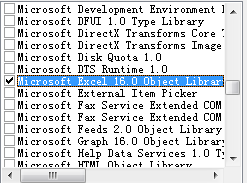 Microsoft Development Environment
Microsoft DFUI 1.0 Type Library
Microsoft DirectX Transforms Core
Microsoft DirectX Transforms Image
Microsoft Disk Quota 1.0
Microsoft DTS Runtime 1.0
Microsoft Excel 16.0 Object Librar
Microsoft External Item Picker
Microsoft Fax Service Extended COM
Microsoft Fax Service Extended COM
Microsoft Feeds 2.0 Object Library
Microsoft Graph 16.0 Object Librar
Microsoft Help Data Services 1.0 Ty
Microsoft HTML Object Library